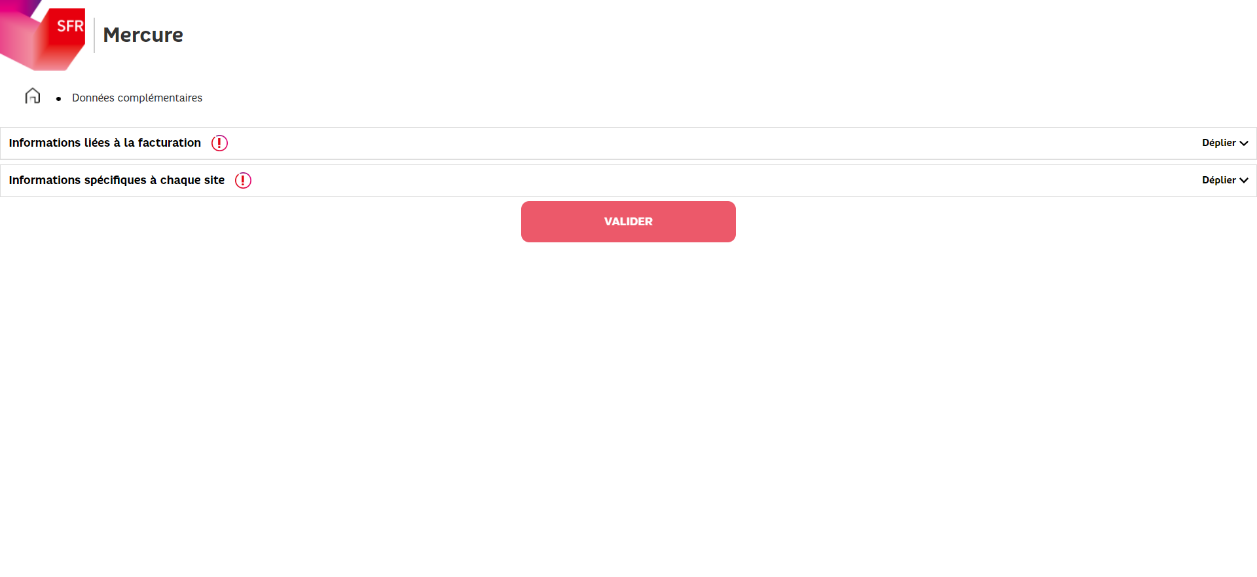 SFR
Mercure
Données complémentaires
Informations liées à la facturation
Déplier
Informations spécifiques à chaque site
Déplier
VALIDER